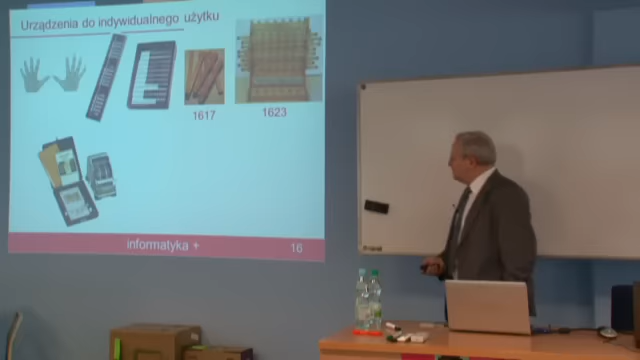 Urządzenia do indywidualnego użytku
1617
1623
informatyka +
16